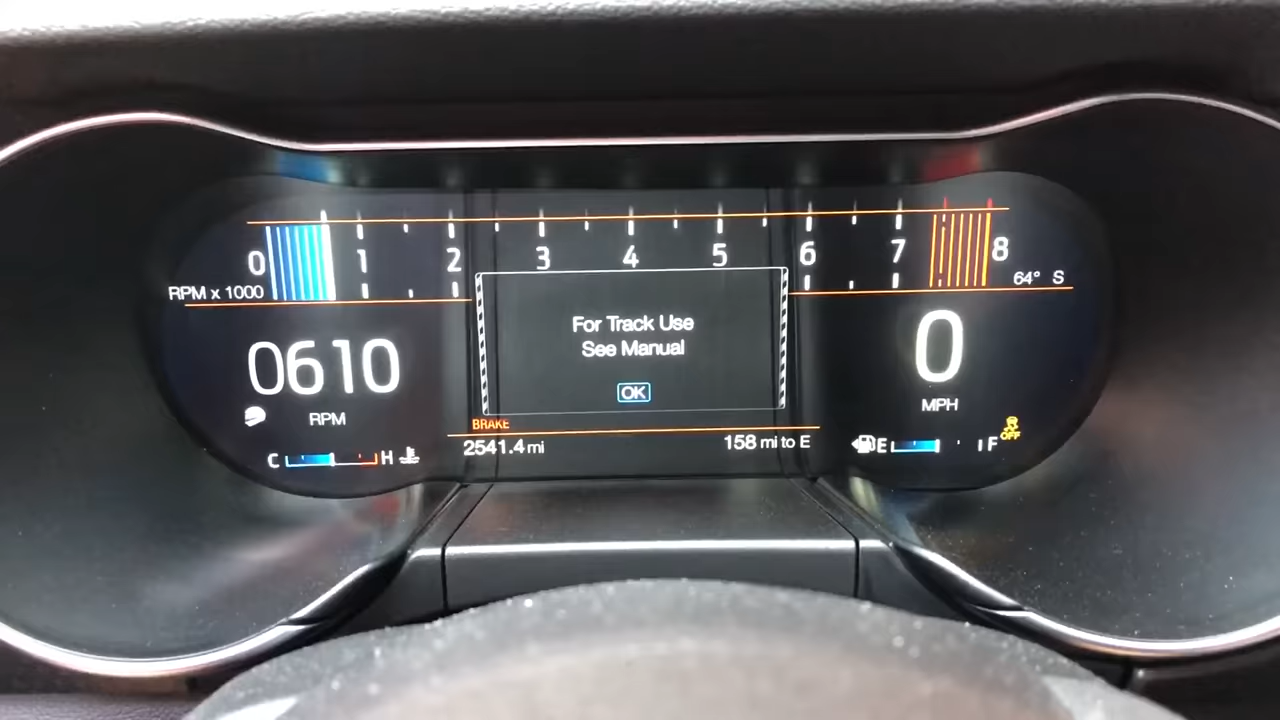 0 1 2 3 4 5 6 7 8
RPM x 1000
64° S
For Track Use
See Manual
OK
0610
RPM
0
MPH
BRAKE
2541.4 mi
158 mi to E
C H
E F
OFF